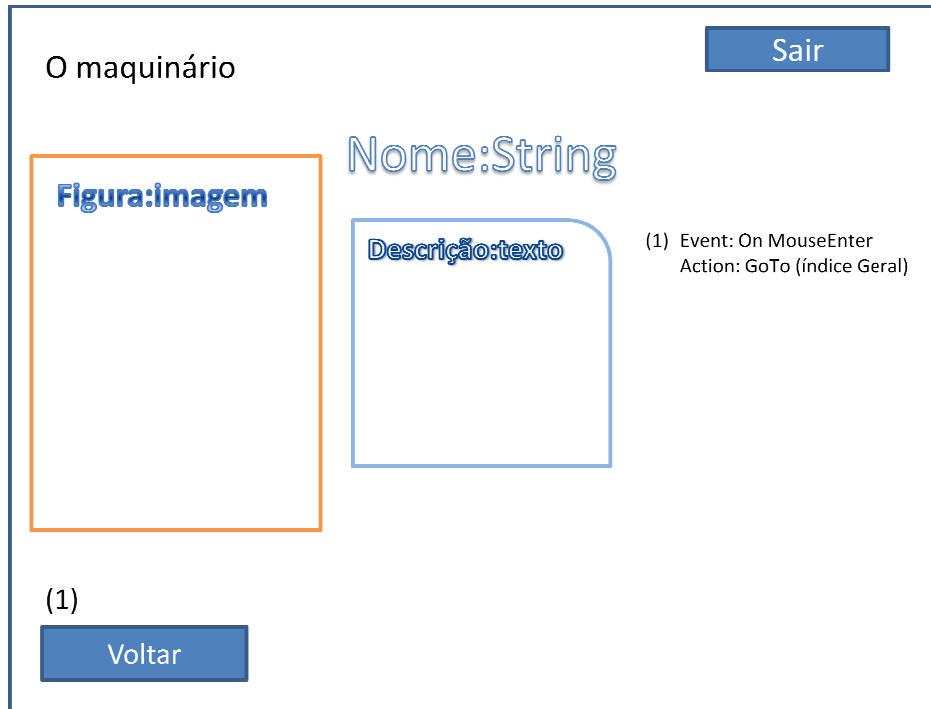 O maquinário
Sair
Nome:String
Figura:imagem
Descrição:texto
(1) Event: On MouseEnter
Action: GoTo (índice Geral)
(1)
Voltar